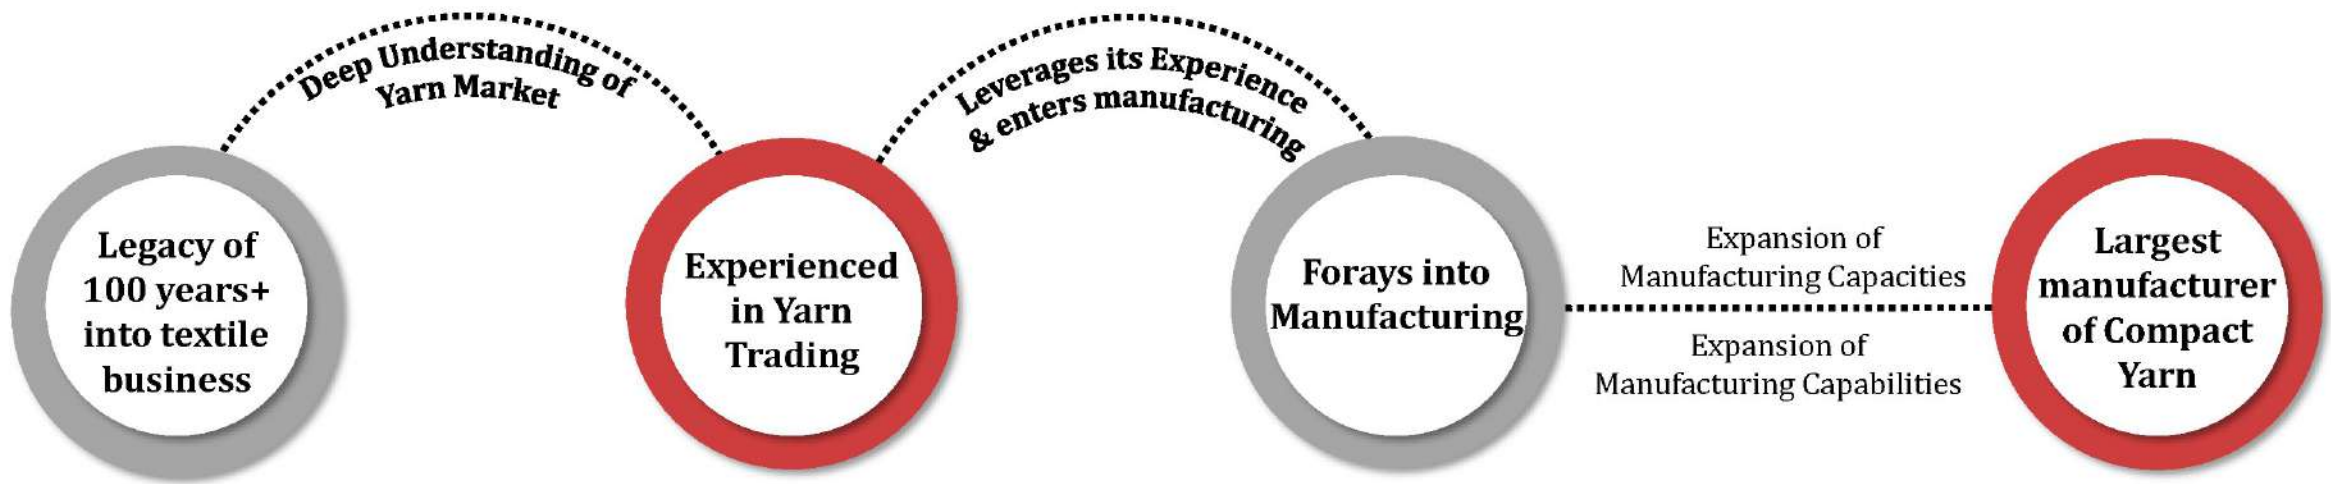 Deep Understanding of
Yarn Market
Leverages its Experience
& enters manufacturing
Legacy of
100 years+
into textile
business
Experienced
in Yarn
Trading
Forays into
Manufacturing
Expansion of
Manufacturing Capacities
Expansion of
Manufacturing Capabilities
Largest
manufacturer
of Compact
Yarn